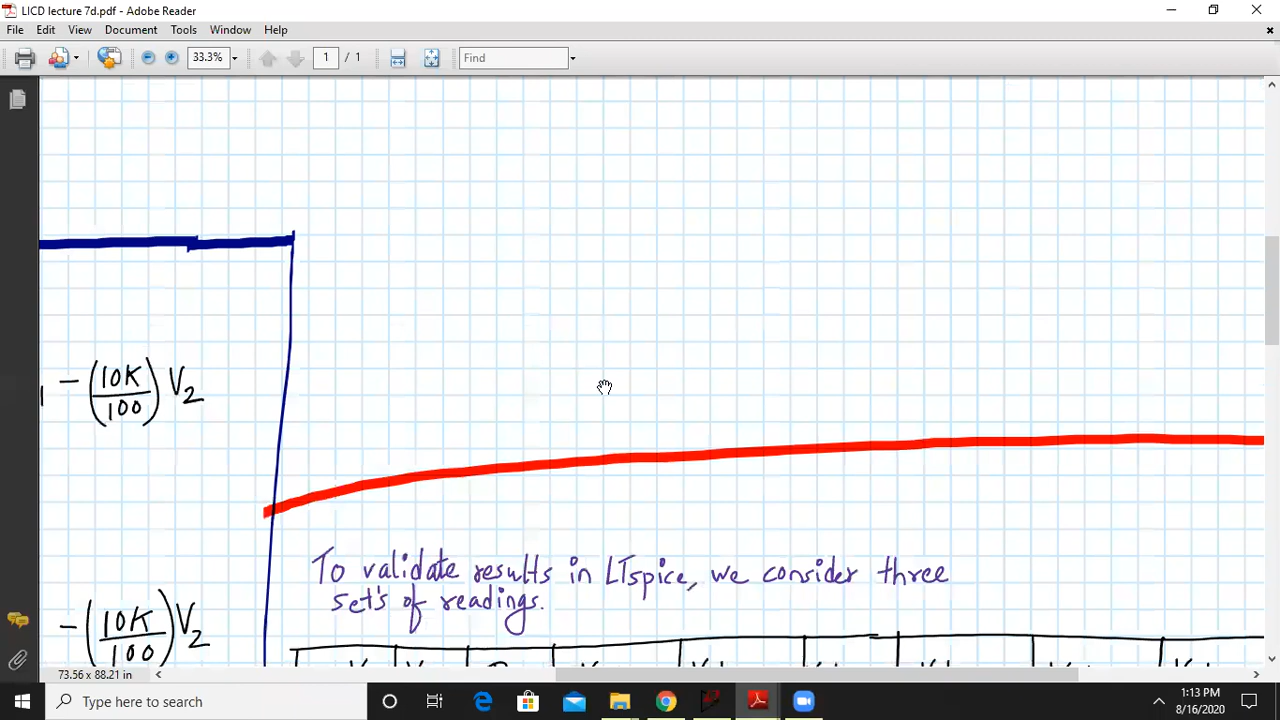 LICD lecture 7d.pdf - Adobe Reader
File Edit View Document Tools Window Help
33.3% 1 / 1 Find
- (10K/100) V2
To validate results in LTspice, we consider three
set's of readings.
- (10K/100) V2
73.56 x 88.21 in
Type here to search
1:13 PM
8/16/2020